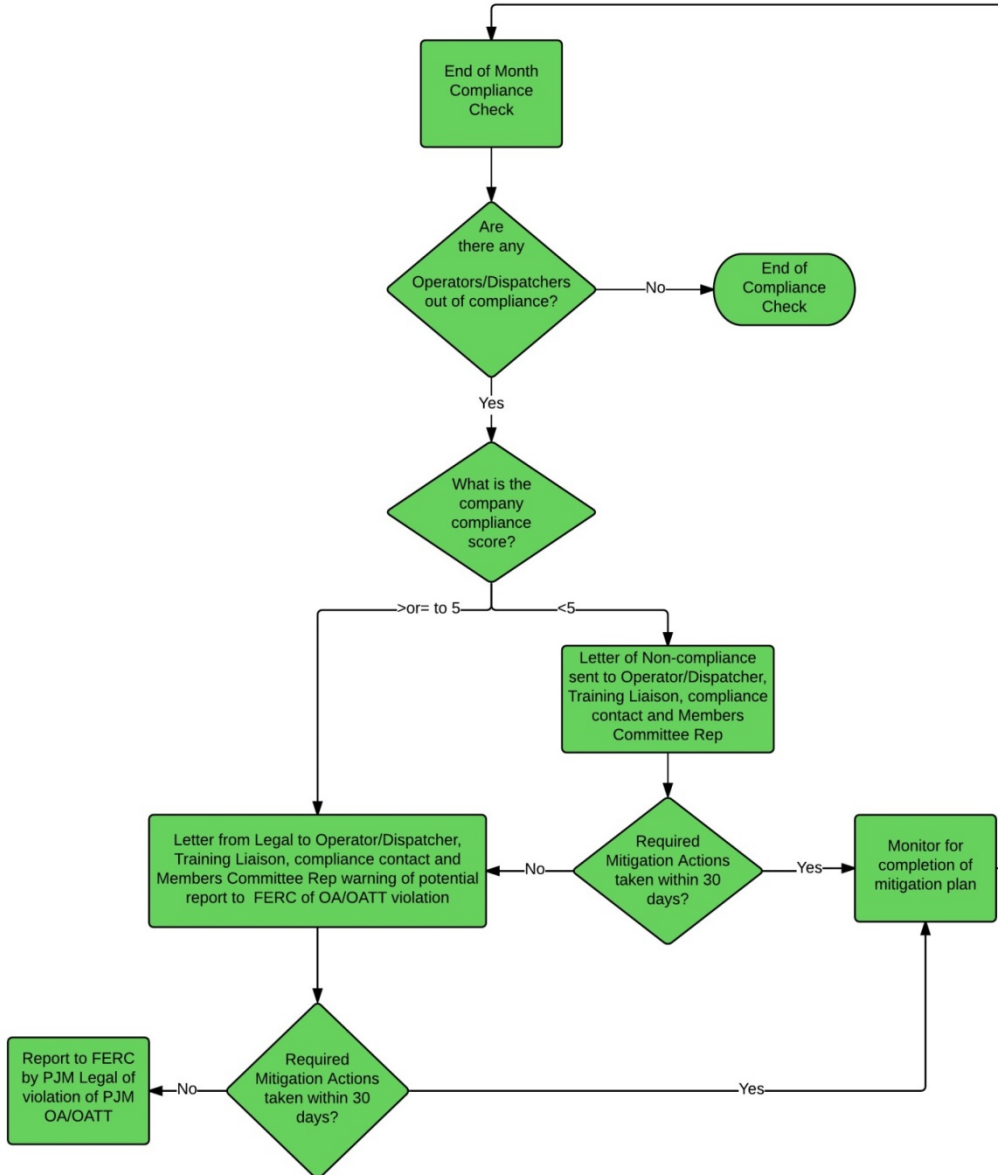 End of Month
Compliance
Check
Are
there any
Operators/Dispatchers
out of compliance?
No
End of
Compliance
Check
Yes
What is the
company
compliance
score?
>or= to 5
<5
Letter of Non-compliance
sent to Operator/Dispatcher,
Training Liaison, compliance
contact and Members
Committee Rep
Letter from Legal to Operator/Dispatcher,
Training Liaison, compliance contact and
Members Committee Rep warning of potential
report to FERC of OA/OATT violation
No
Required
Mitigation Actions
taken within 30
days?
Yes
Monitor for
completion of
mitigation plan
Report to FERC
by PJM Legal of
violation of PJM
OA/OATT
No
Required
Mitigation Actions
taken within 30
days?
Yes